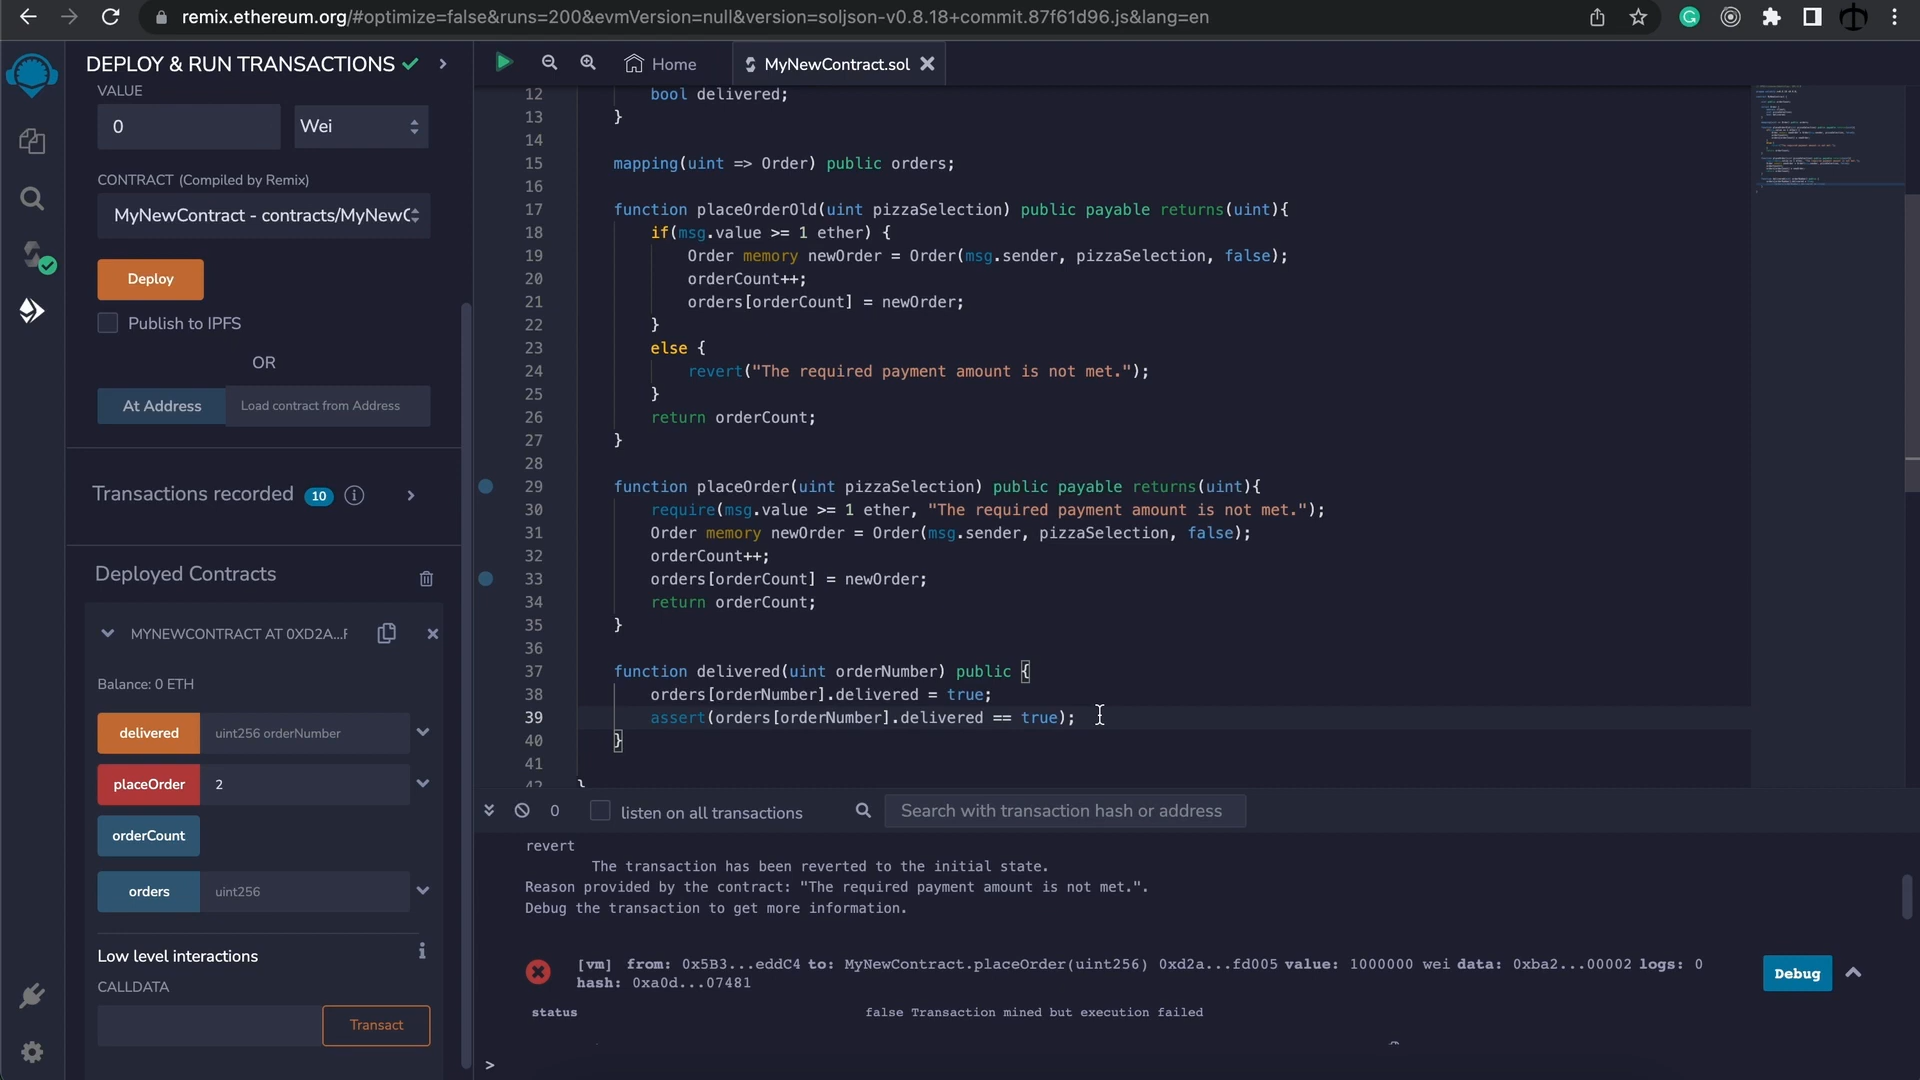 remix.ethereum.org/#optimize=false&runs=200&evmVersion=null&version=soljson-v0.8.18+commit.87f61d96.js&lang=en
DEPLOY & RUN TRANSACTIONS
VALUE
0
Wei
CONTRACT (Compiled by Remix)
MyNewContract - contracts/MyNewC
Deploy
Publish to IPFS
OR
At Address
Load contract from Address
Transactions recorded 10
Deployed Contracts
MYNEWCONTRACT AT 0XD2A...F
Balance: 0 ETH
delivered uint256 orderNumber
placeOrder 2
orderCount
orders uint256
Low level interactions
CALLDATA
Transact
Home
MyNewContract.sol
12 bool delivered;
13 }
14
15 mapping(uint => Order) public orders;
16
17 function placeOrderOld(uint pizzaSelection) public payable returns(uint){
18 if(msg.value >= 1 ether) {
19 Order memory newOrder = Order(msg.sender, pizzaSelection, false);
20 orderCount++;
21 orders[orderCount] = newOrder;
22 }
23 else {
24 revert("The required payment amount is not met.");
25 }
26 return orderCount;
27 }
28
29 function placeOrder(uint pizzaSelection) public payable returns(uint){
30 require(msg.value >= 1 ether, "The required payment amount is not met.");
31 Order memory newOrder = Order(msg.sender, pizzaSelection, false);
32 orderCount++;
33 orders[orderCount] = newOrder;
34 return orderCount;
35 }
36
37 function delivered(uint orderNumber) public {
38 orders[orderNumber].delivered = true;
39 assert(orders[orderNumber].delivered == true);
40 }
41
42 }
0
listen on all transactions
Search with transaction hash or address
revert
The transaction has been reverted to the initial state.
Reason provided by the contract: "The required payment amount is not met.".
Debug the transaction to get more information.
[vm] from: 0x5B3...eddC4 to: MyNewContract.placeOrder(uint256) 0xd2a...fd005 value: 1000000 wei data: 0xba2...00002 logs: 0
hash: 0xa0d...07481
Debug
status false Transaction mined but execution failed
>